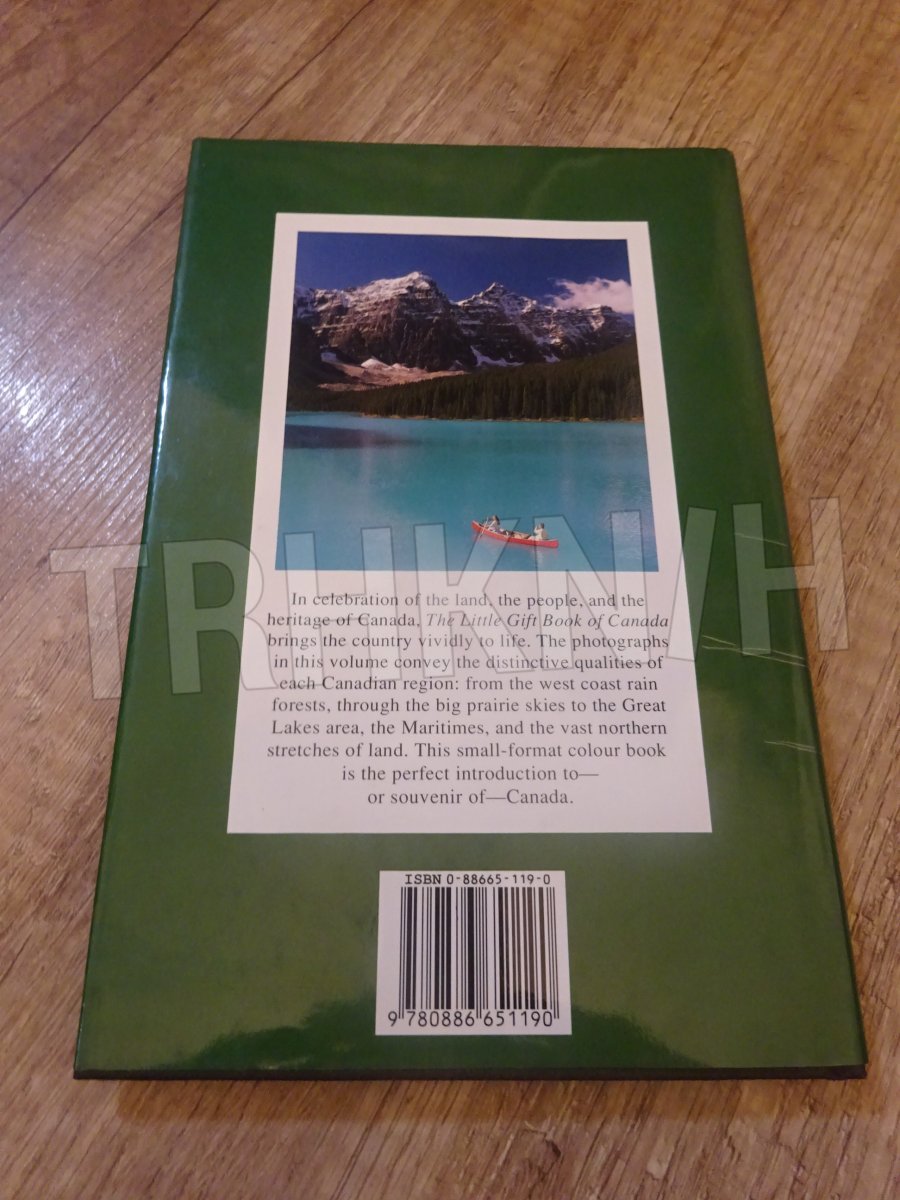 In celebration of the land, the people, and the
heritage of Canada, The Little Gift Book of Canada
brings the country vividly to life. The photographs
in this volume convey the distinctive qualities of
each Canadian region: from the west coast rain
forests, through the big prairie skies to the Great
Lakes area, the Maritimes, and the vast northern
stretches of land. This small-format colour book
is the perfect introduction to—
or souvenir of—Canada.
TRHKNIH
ISBN 0-88665-119-0
9 780886 651190